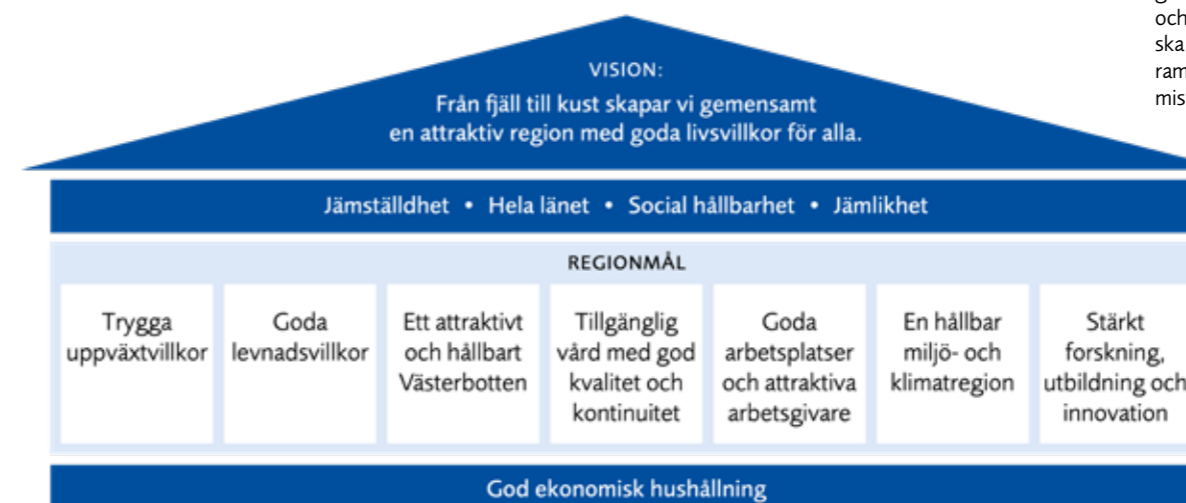 och
ska
ram
mis
VISION:
Från fjäll till kust skapar vi gemensamt
en attraktiv region med goda livsvillkor för alla.
Jämställdhet • Hela länet • Social hållbarhet • Jämlikhet
REGIONMÅL
Trygga
uppväxtvillkor
Goda
levnadsvillkor
Ett attraktivt
och hållbart
Västerbotten
Tillgänglig
vård med god
kvalitet och
kontinuitet
Goda
arbetsplatser
och attraktiva
arbetsgivare
En hållbar
miljö- och
klimatregion
Stärkt
forskning,
utbildning och
innovation
God ekonomisk hushållning